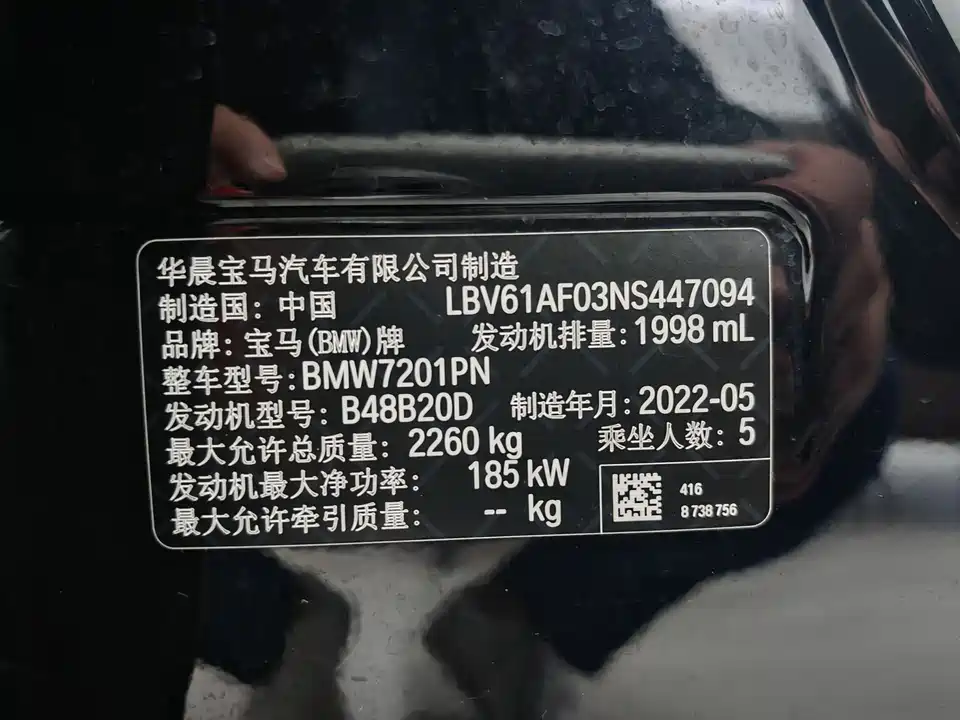 华晨宝马汽车有限公司制造
制造国：中国 LBV61AF03NS447094
品牌：宝马(BMW)牌 发动机排量：1998 mL
整车型号：BMW7201PN
发动机型号：B48B20D 制造年月：2022-05
最大允许总质量：2260 kg 乘坐人数：5
发动机最大净功率：185 kW
最大允许牵引质量：-- kg
416
8 738 756